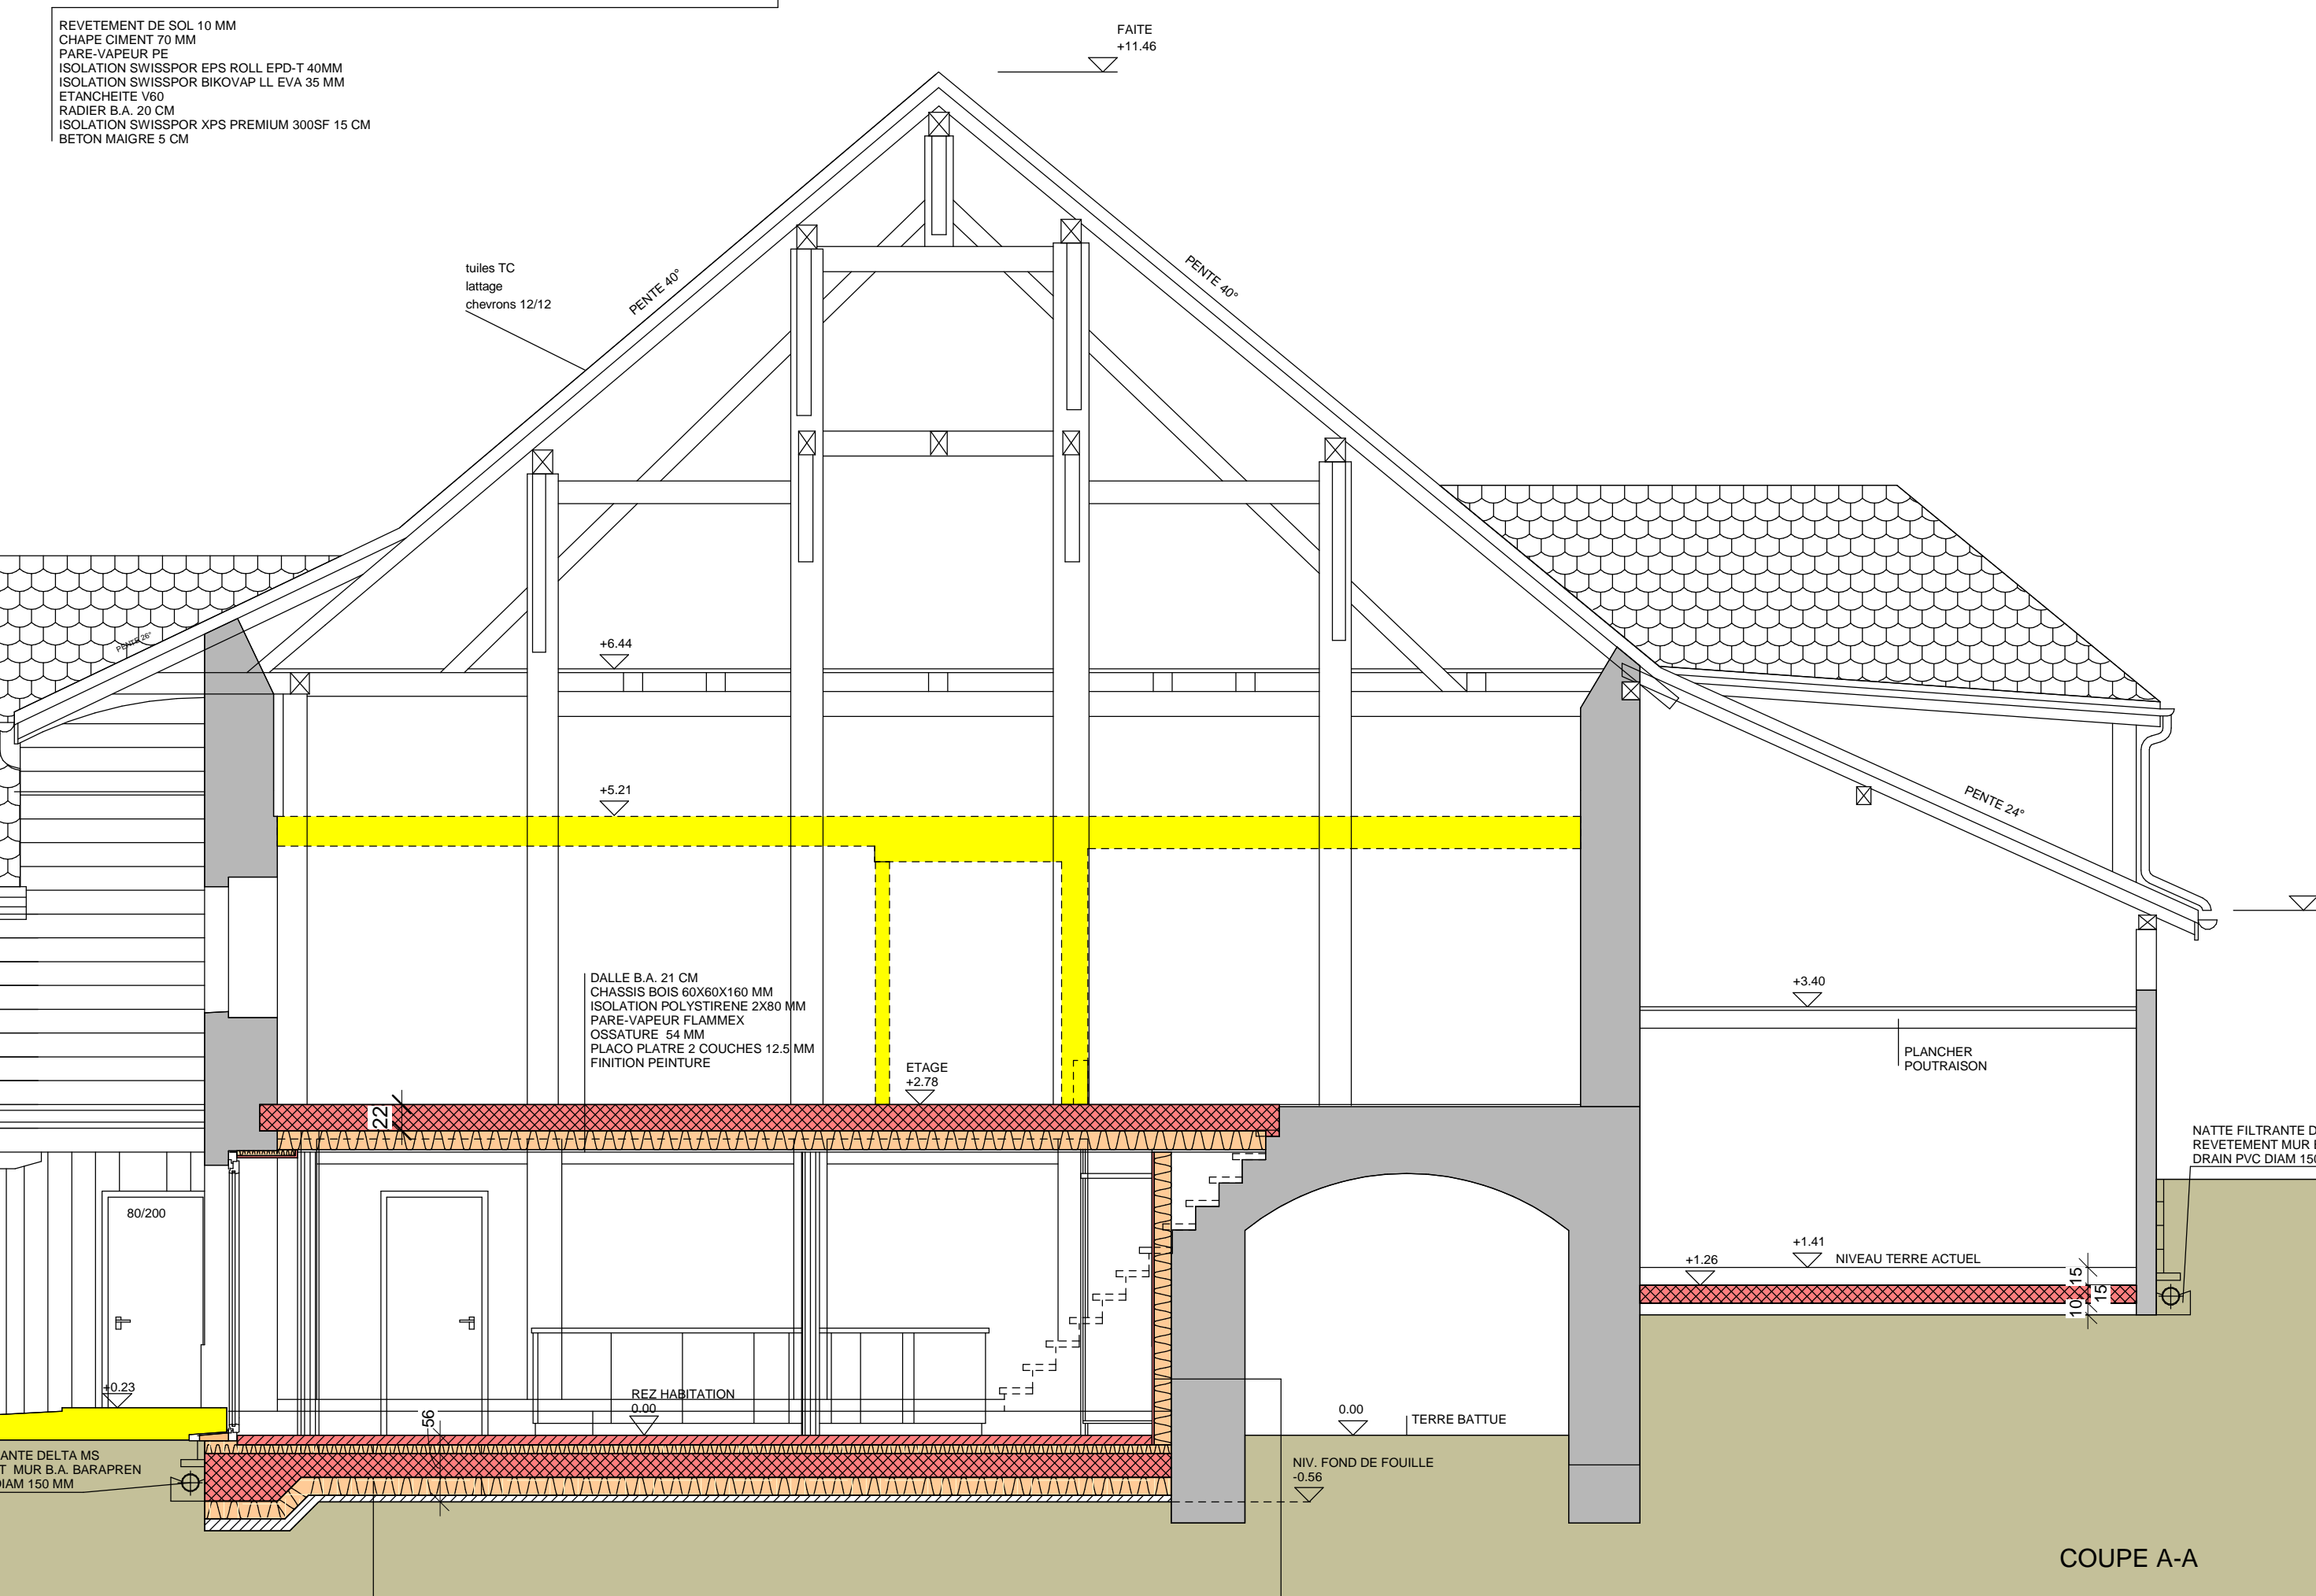 REVETEMENT DE SOL 10 MM
CHAPE CIMENT 70 MM
PARE-VAPEUR PE
ISOLATION SWISSPOR EPS ROLL EPD-T 40MM
ISOLATION SWISSPOR BIKOVAP LL EVA 35 MM
ETANCHEITE V60
RADIER B.A. 20 CM
ISOLATION SWISSPOR XPS PREMIUM 300SF 15 CM
BETON MAIGRE 5 CM
FAITE
+11.46
tuiles TC
lattage
chevrons 12/12
PENTE 40°
PENTE 40°
PENTE 26°
+6.44
+5.21
PENTE 24°
DALLE B.A. 21 CM
CHASSIS BOIS 60X60X160 MM
ISOLATION POLYSTIRENE 2X80 MM
PARE-VAPEUR FLAMMEX
OSSATURE  54 MM
PLACO PLATRE 2 COUCHES 12.5 MM
FINITION PEINTURE
ETAGE
+2.78
22
+3.40
PLANCHER
POUTRAISON
NATTE FILTRANTE D
REVETEMENT MUR
DRAIN PVC DIAM 150
80/200
+1.26
+1.41
NIVEAU TERRE ACTUEL
15
15
10
+0.23
REZ HABITATION
0.00
56
0.00
TERRE BATTUE
ANTE DELTA MS
T  MUR B.A. BARAPREN
DIAM 150 MM
NIV. FOND DE FOUILLE
-0.56
COUPE A-A